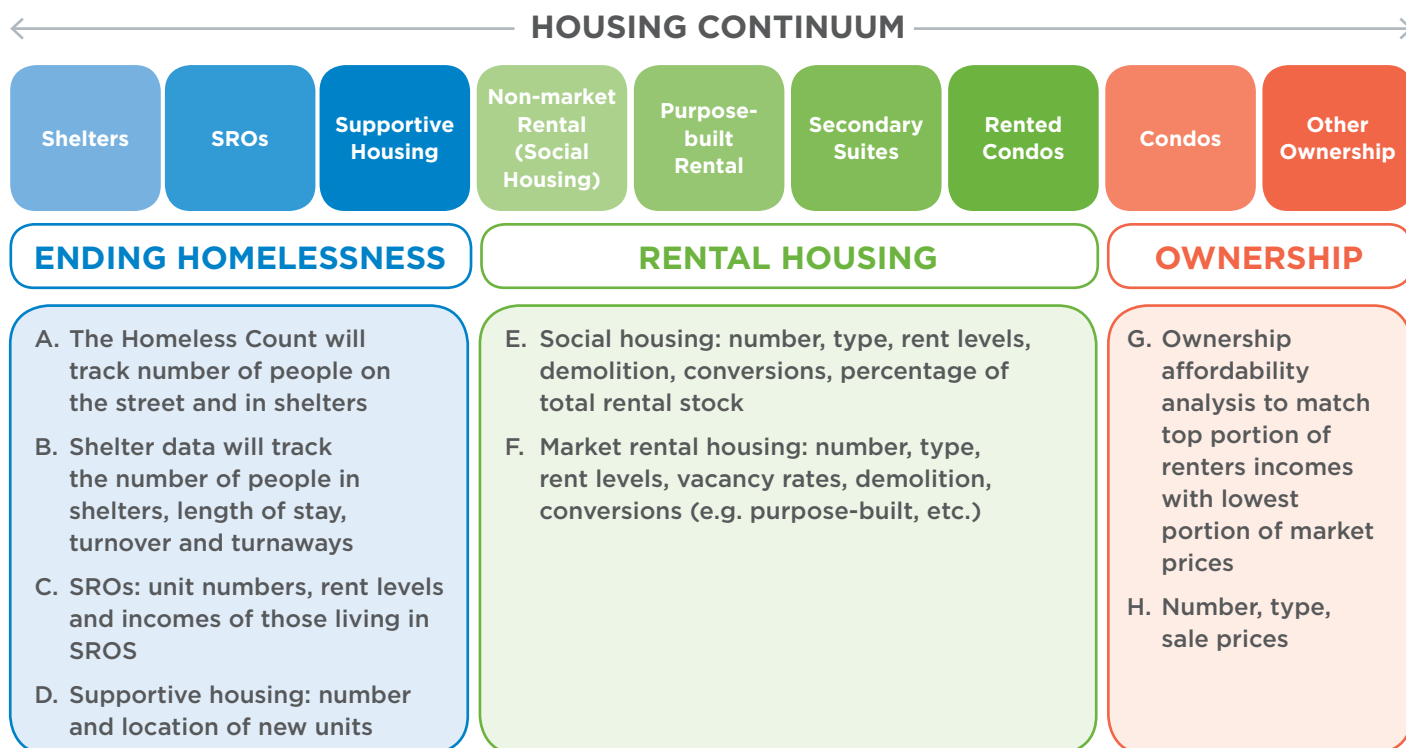 HOUSING CONTINUUM
Shelters
SROs
Supportive
Housing
Non-market
Rental
(Social
Housing)
Purpose-
built
Rental
Secondary
Suites
Rented
Condos
Condos
Other
Ownership
ENDING HOMELESSNESS
A. The Homeless Count will
track number of people on
the street and in shelters
B. Shelter data will track
the number of people in
shelters, length of stay,
turnover and turnaways
C. SROs: unit numbers, rent levels
and incomes of those living in
SROS
D. Supportive housing: number
and location of new units
RENTAL HOUSING
E. Social housing: number, type, rent levels,
demolition, conversions, percentage of
total rental stock
F. Market rental housing: number, type,
rent levels, vacancy rates, demolition,
conversions (e.g. purpose-built, etc.)
OWNERSHIP
G. Ownership
affordability
analysis to match
top portion of
renters incomes
with lowest
portion of market
prices
H. Number, type,
sale prices